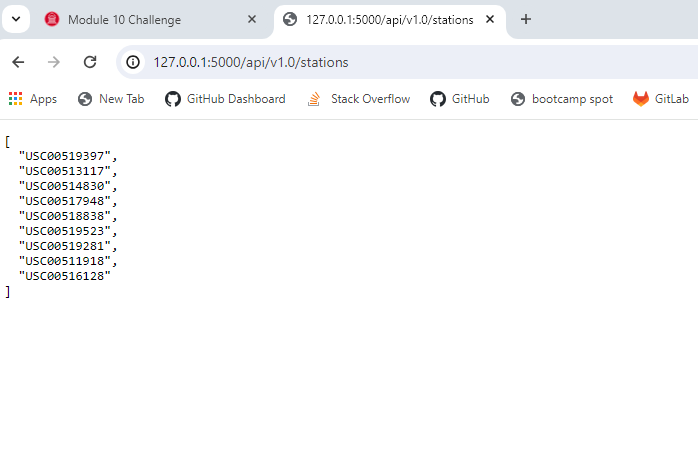 Module 10 Challenge
127.0.0.1:5000/api/v1.0/stations
127.0.0.1:5000/api/v1.0/stations
Apps New Tab GitHub Dashboard Stack Overflow GitHub bootcamp spot GitLab
[
"USC00519397",
"USC00513117",
"USC00514830",
"USC00517948",
"USC00518838",
"USC00519523",
"USC00519281",
"USC00511918",
"USC00516128"
]